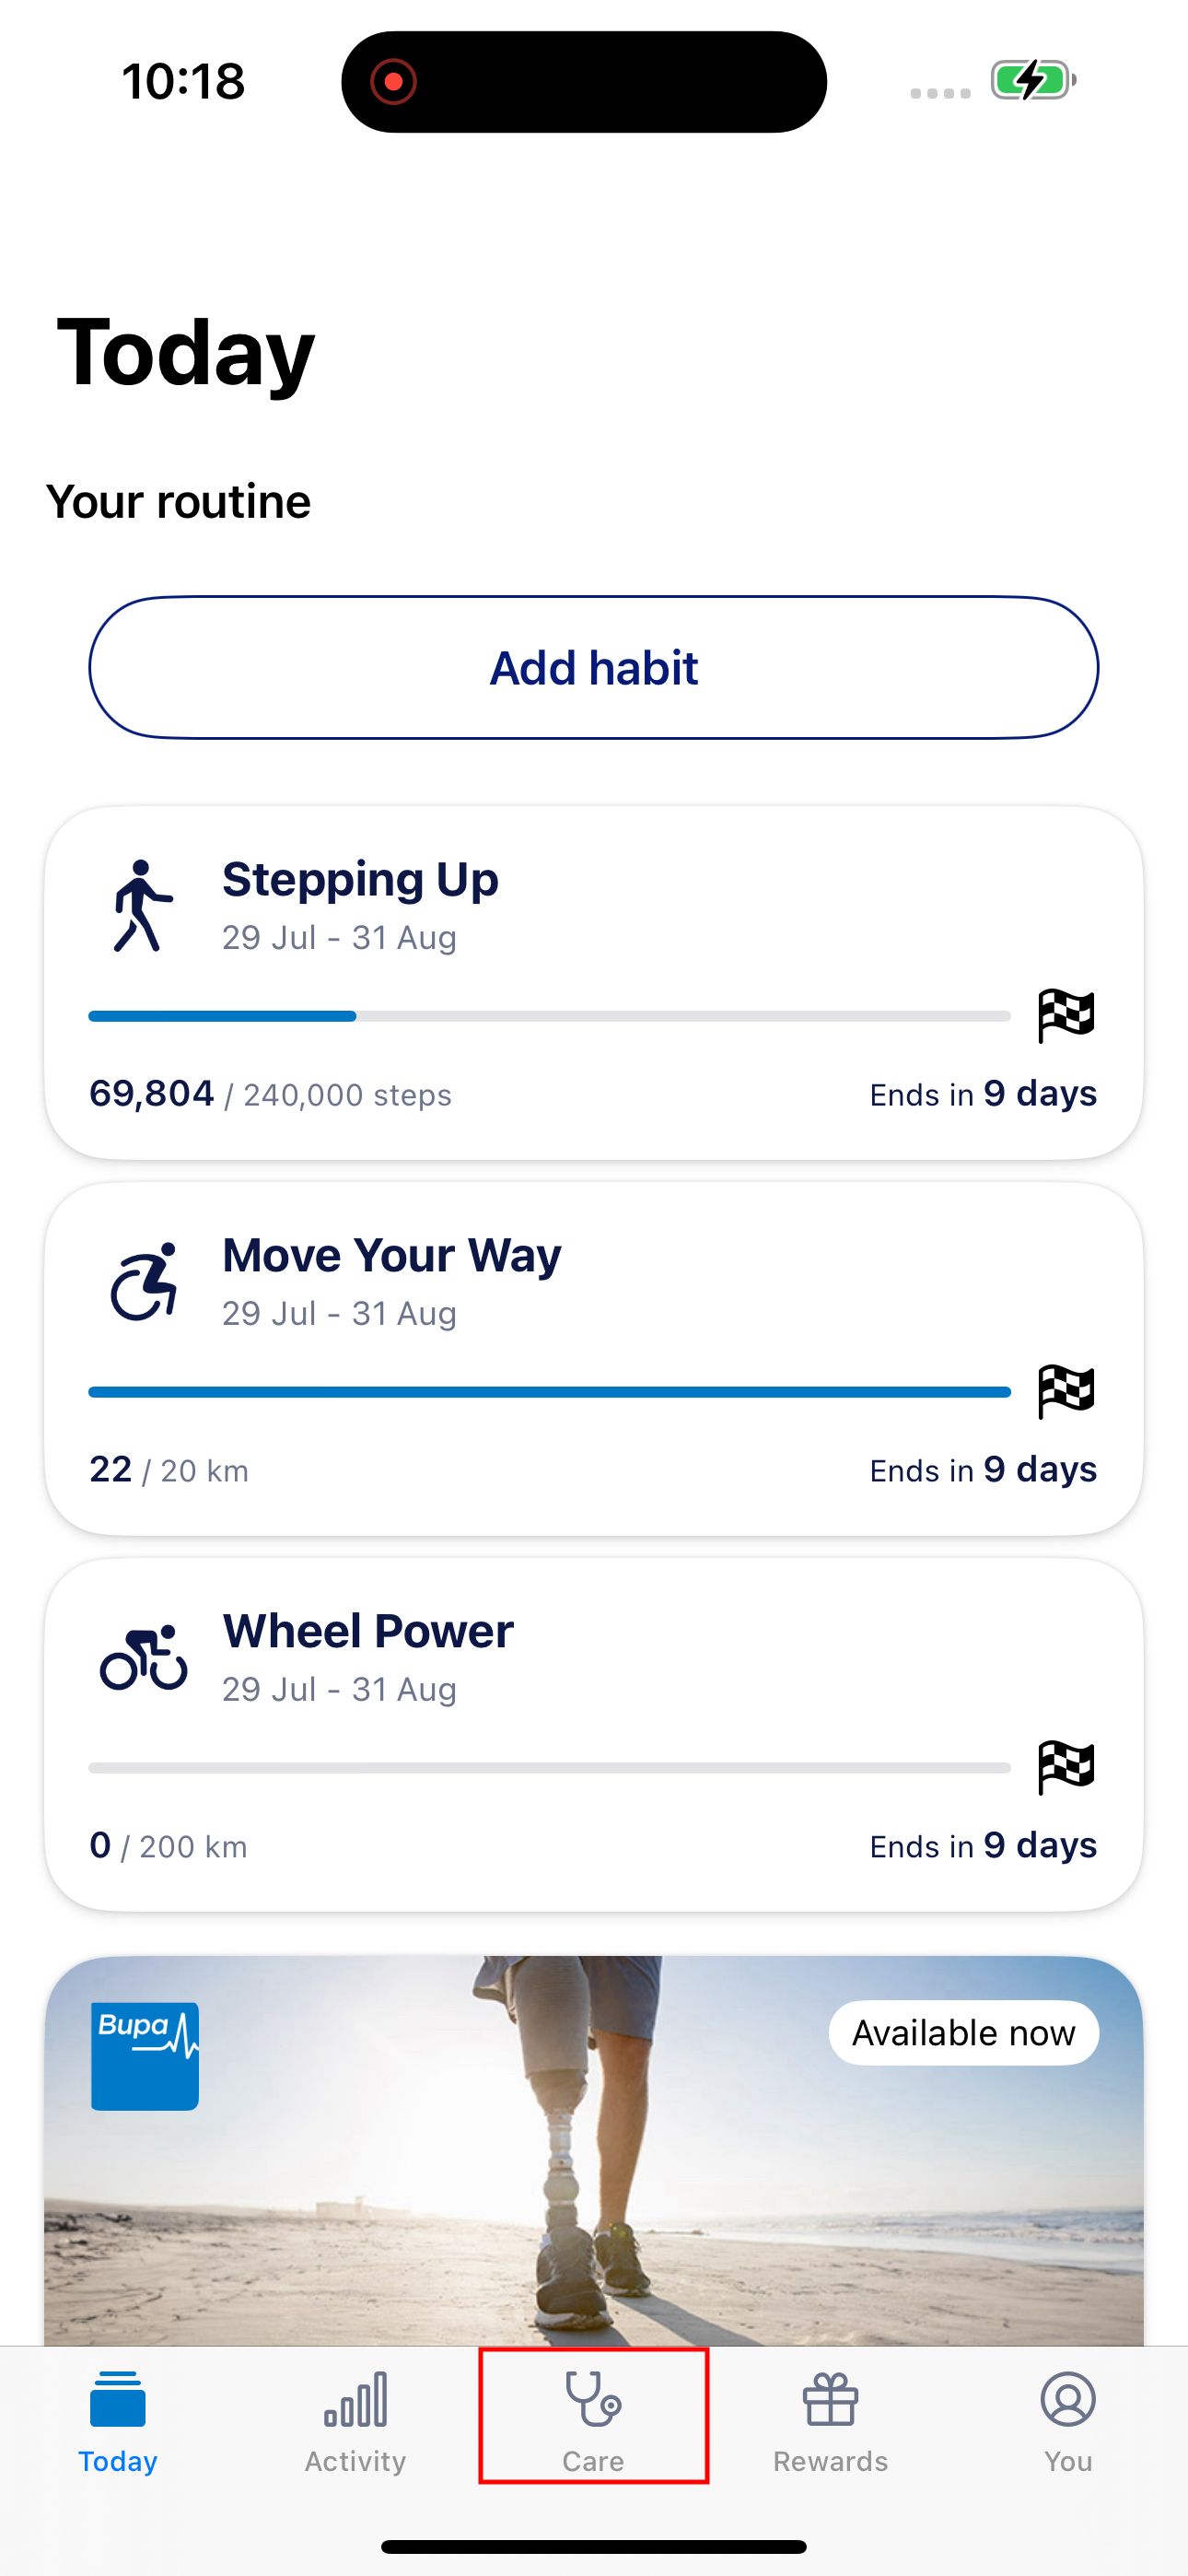 10:18
Today
Your routine
Add habit
Stepping Up
29 Jul - 31 Aug
69,804 / 240,000 steps
Ends in 9 days
Move Your Way
29 Jul - 31 Aug
22 / 20 km
Ends in 9 days
Wheel Power
29 Jul - 31 Aug
0 / 200 km
Ends in 9 days
Bupa
Available now
Today
Activity
Care
Rewards
You